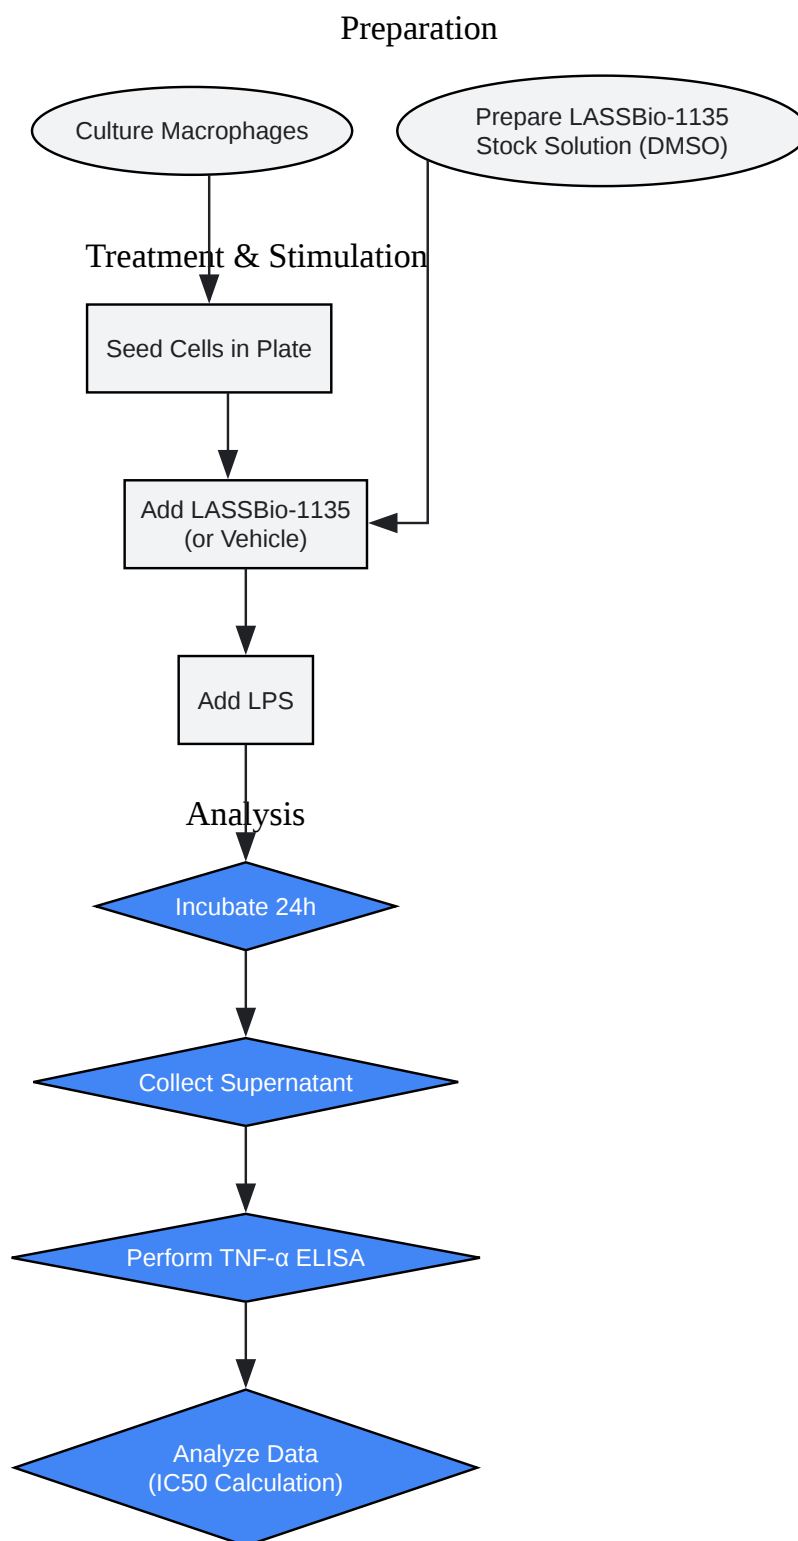 Preparation
Culture Macrophages
Prepare LASSBio-1135
Stock Solution (DMSO)
Treatment & Stimulation
Seed Cells in Plate
Add LASSBio-1135
(or Vehicle)
Add LPS
Analysis
Incubate 24h
Collect Supernatant
Perform TNF-α ELISA
Analyze Data
(IC50 Calculation)